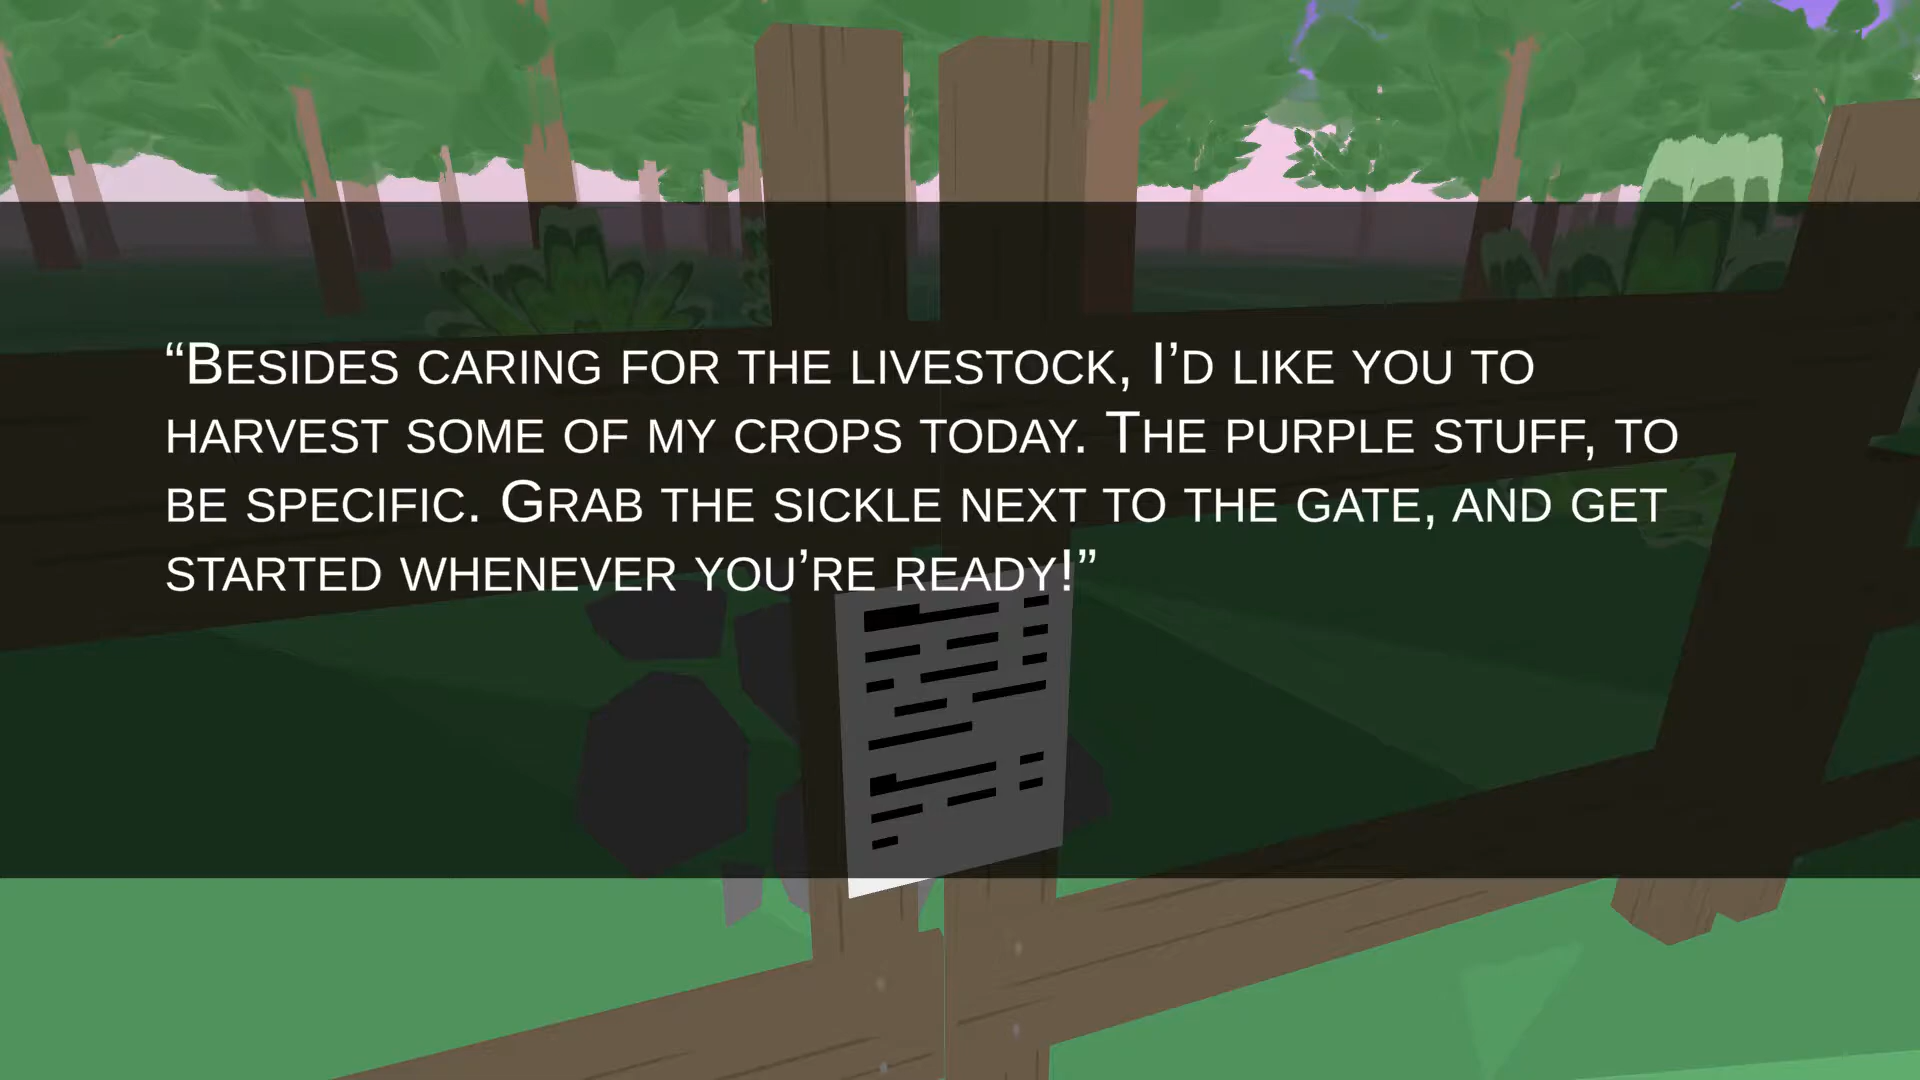 “Besides caring for the livestock, I’d like you to
harvest some of my crops today. The purple stuff, to
be specific. Grab the sickle next to the gate, and get
started whenever you’re ready!”